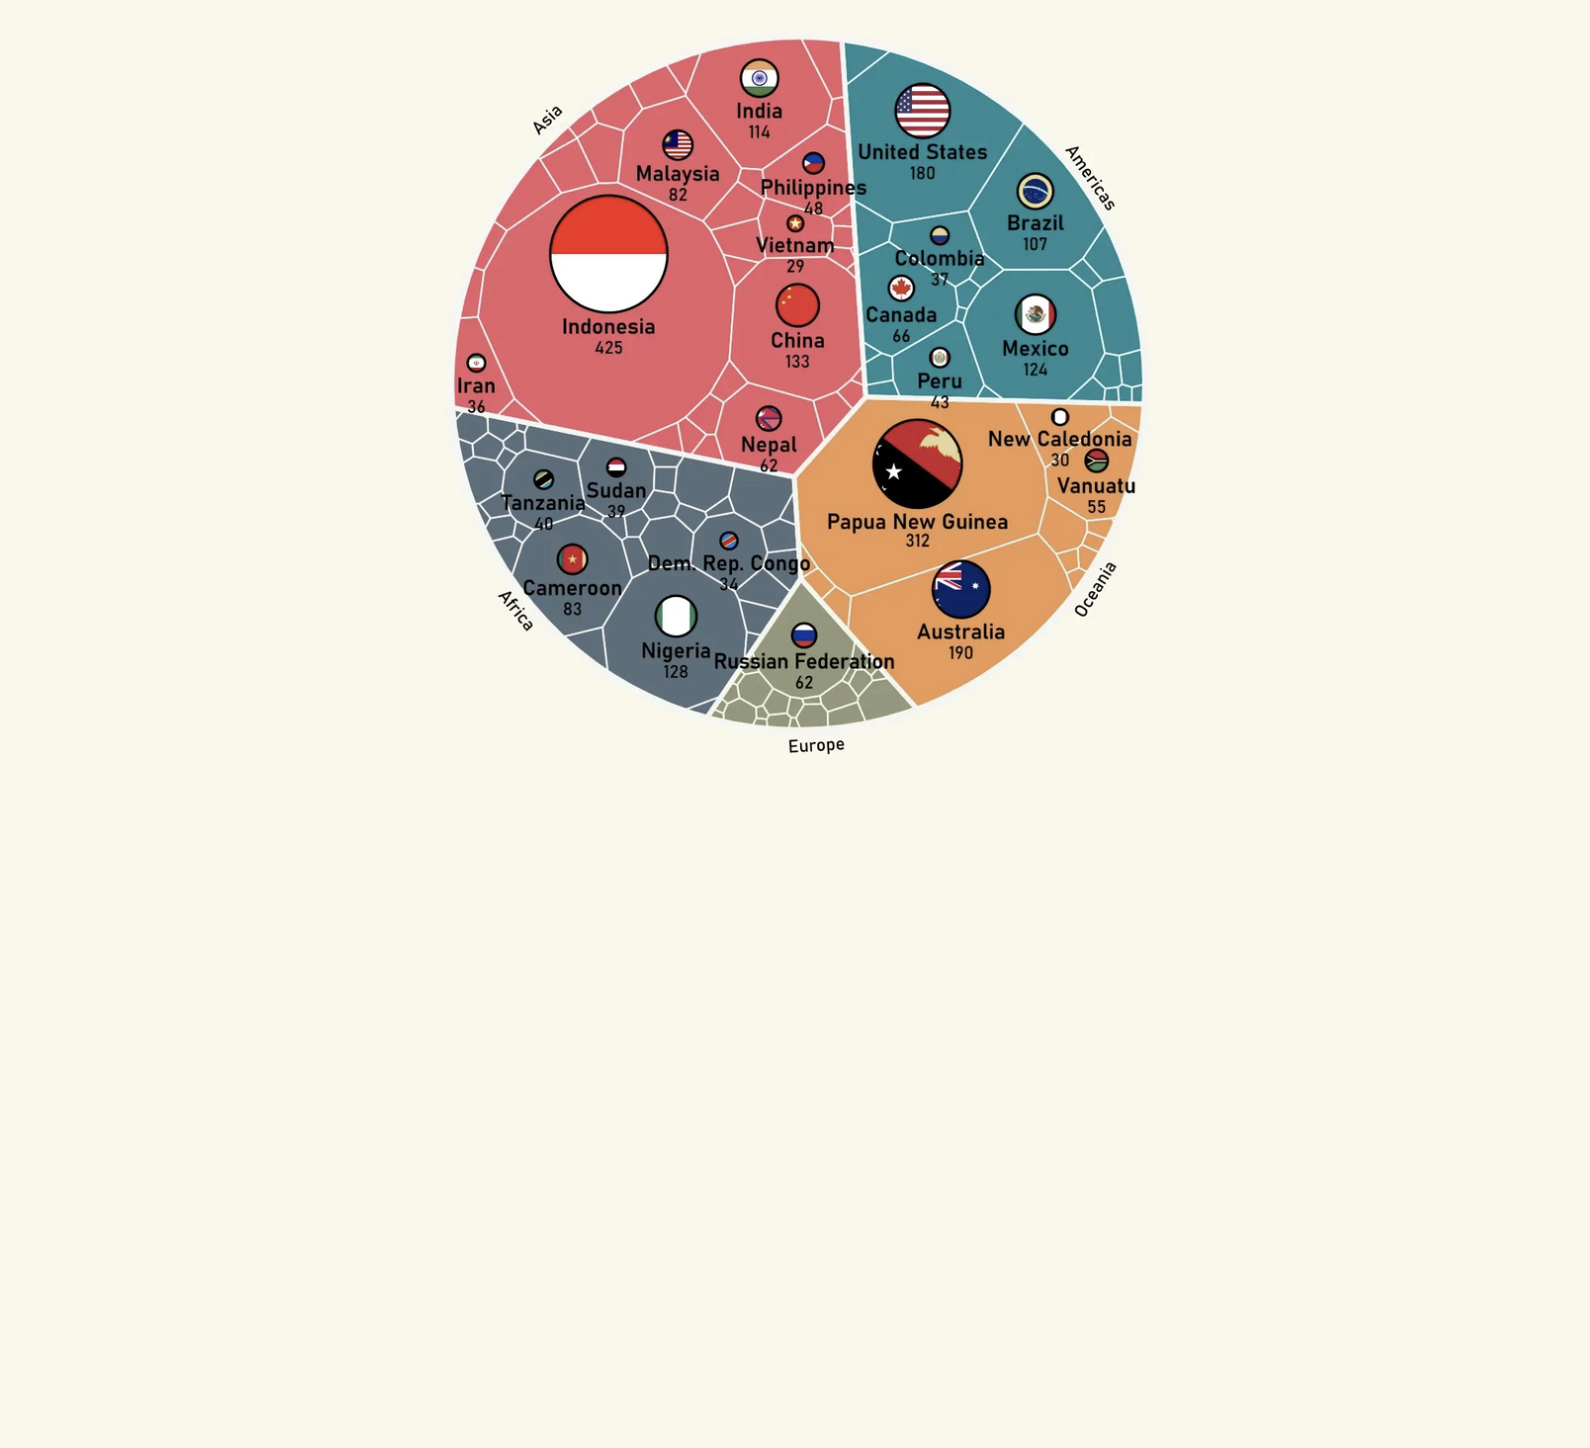 Asia
India
114
Malaysia
82
Philippines
48
Vietnam
29
Indonesia
425
China
133
Iran
36
Nepal
62
Americas
United States
180
Brazil
107
Colombia
37
Canada
66
Mexico
124
Peru
43
Oceania
New Caledonia
30
Vanuatu
55
Papua New Guinea
312
Australia
190
Africa
Tanzania
40
Sudan
39
Dem. Rep. Congo
34
Cameroon
83
Nigeria
128
Europe
Russian Federation
62